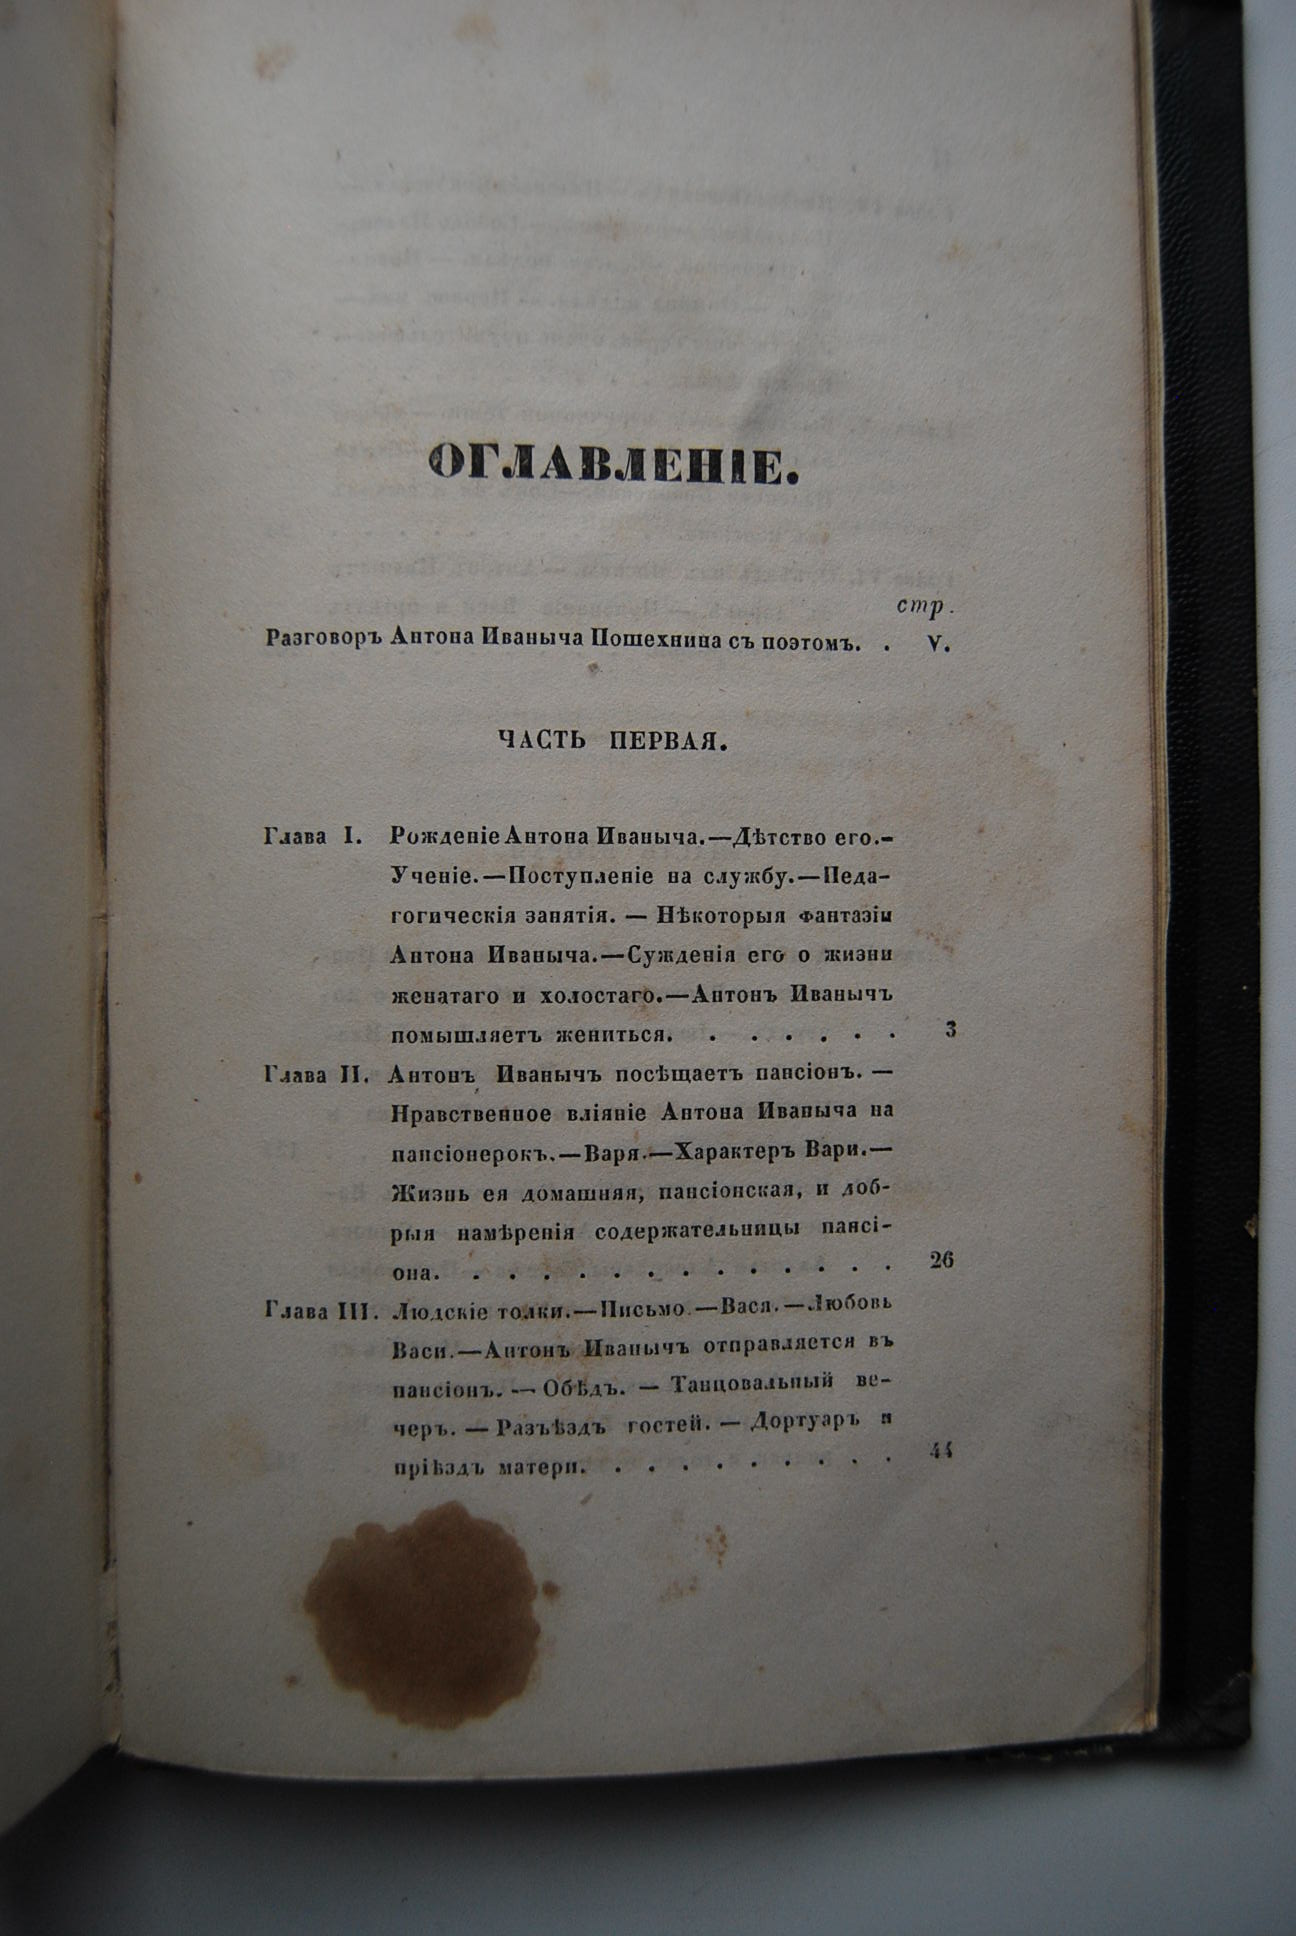 ОГЛАВЛЕНІЕ.
стр.
Разговоръ Антона Иваныча Пошехнина съ поэтомъ. . V.
ЧАСТЬ ПЕРВАЯ.
Глава I. Рожденіе Антона Иваныча.—Дѣтство его.-
Ученіе.—Поступленіе на службу.—Педа-
гогическія занятія. — Нѣкоторыя фантазіи
Антона Иваныча.—Сужденія его о жизни
женатаго и холостаго.—Антонъ Иванычъ
помышляетъ жениться. . . . . . . 3
Глава II. Антонъ Иванычъ посѣщаетъ пансіонъ. —
Нравственное вліяніе Антона Иваныча на
пансіонерокъ.—Варя.—Характеръ Вари.—
Жизнь ея домашняя, пансіонская, и доб-
рыя намѣренія содержательницы пансі-
она. . . . . . . . . . . . . . 26
Глава III. Людскіе толки.—Письмо.—Вася.—Любовь
Васи.—Антонъ Иванычъ отправляется въ
пансіонъ. — Обѣдъ. — Танцовальный ве-
черъ. — Разъѣздъ гостей. — Дортуаръ и
пріѣздъ матери. . . . . . . . . . 44